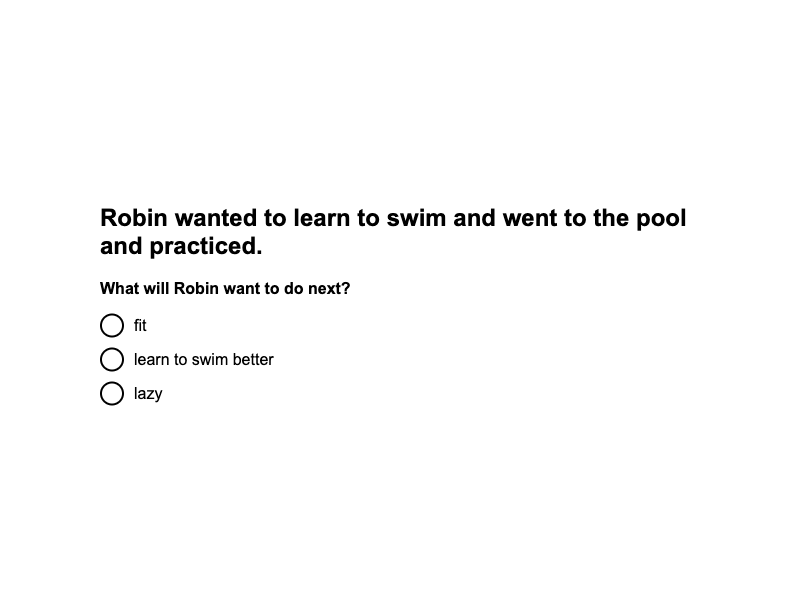 Robin wanted to learn to swim and went to the pool
and practiced.
What will Robin want to do next?
fit
learn to swim better
lazy